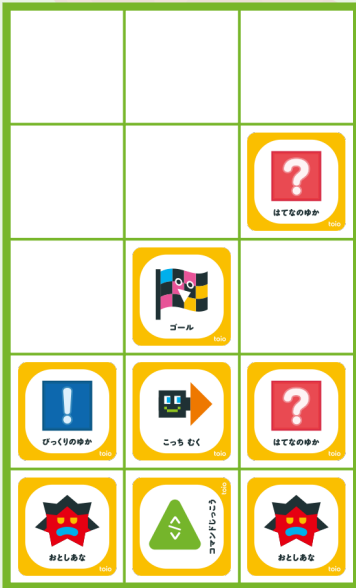 ?
はてなのゆか
toio
ゴール
toio
!
びっくりのゆか
toio
こっち むく
toio
?
はてなのゆか
toio
おとしあな
toio
</>
コマンドじっこう
toio
おとしあな
toio